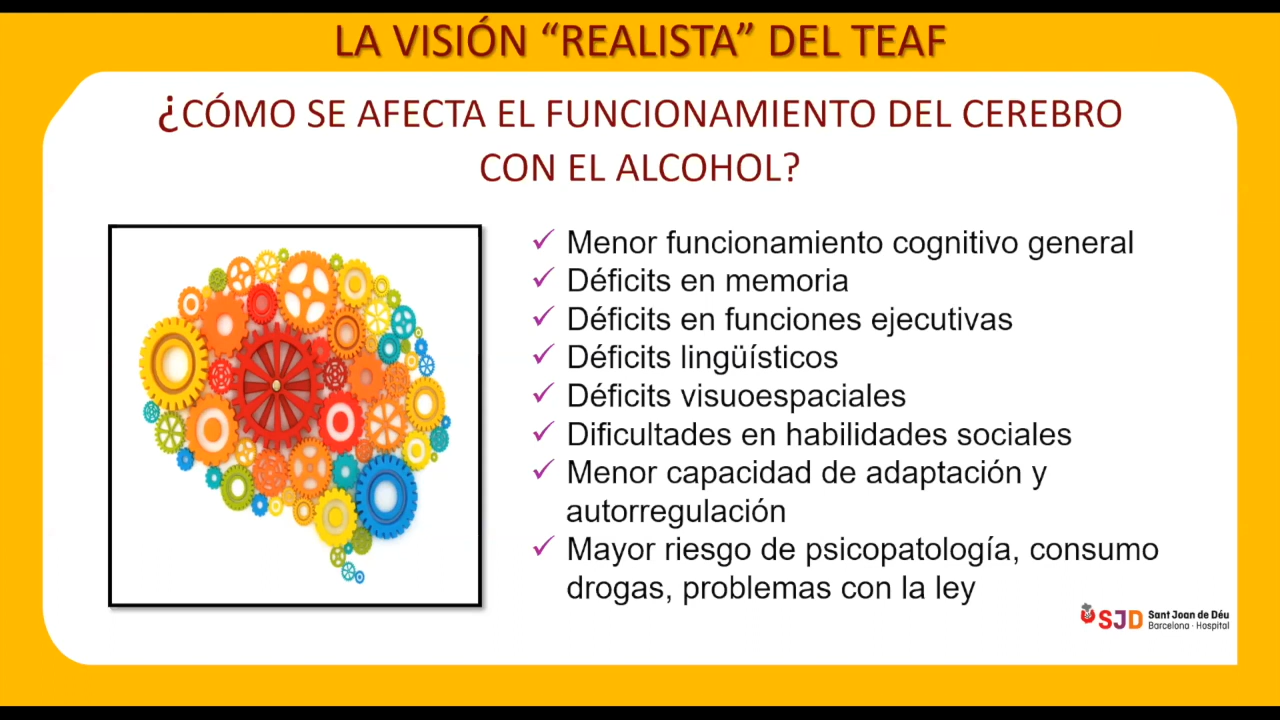 LA VISIÓN “REALISTA” DEL TEAF
¿CÓMO SE AFECTA EL FUNCIONAMIENTO DEL CEREBRO
CON EL ALCOHOL?
✓ Menor funcionamiento cognitivo general
✓ Déficits en memoria
✓ Déficits en funciones ejecutivas
✓ Déficits lingüísticos
✓ Déficits visuoespaciales
✓ Dificultades en habilidades sociales
✓ Menor capacidad de adaptación y
autorregulación
✓ Mayor riesgo de psicopatología, consumo
drogas, problemas con la ley
SJD Sant Joan de Déu
Barcelona · Hospital